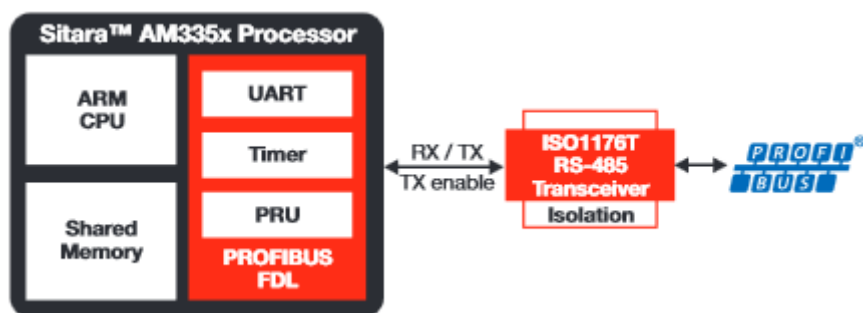 Sitara™ AM335x Processor
ARM
CPU
Shared
Memory
UART
Timer
PRU
PROFIBUS
FDL
RX / TX
TX enable
ISO1176T
RS-485
Transceiver
Isolation
PROFI®
BUS